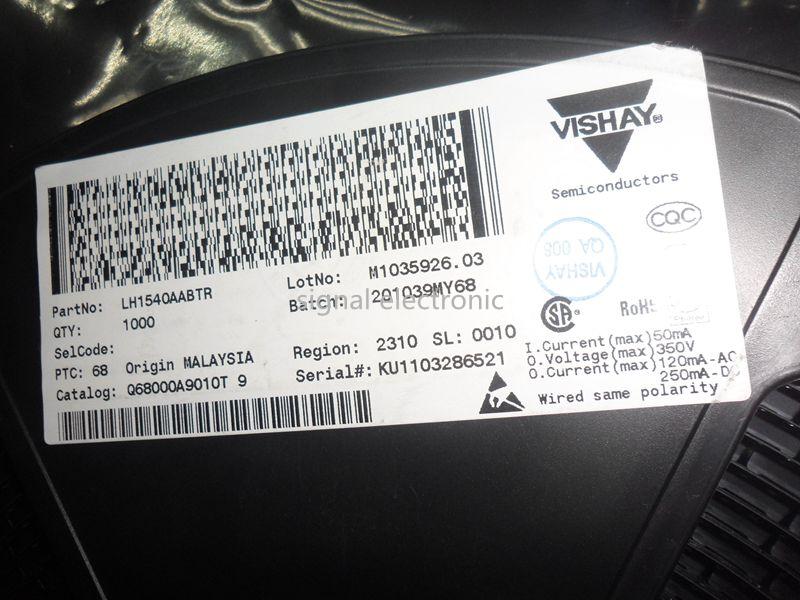 VISHAY®
Semiconductors
CQC
VISHAY
QA 008
PartNo: LH1540AABTR
QTY: 1000
SelCode:
PTC: 68 Origin MALAYSIA
Catalog: Q68000A9010T 9
LotNo: M1035926.03
Batch: 201039MY68
signal-electronic
Region: 2310 SL: 0010
Serial#: KU1103286521
SA
RoHS
I.Current(max)50mA
O.Voltage(max)350V
O.Current(max)120mA-AC
250mA-DC
Wired same polarity